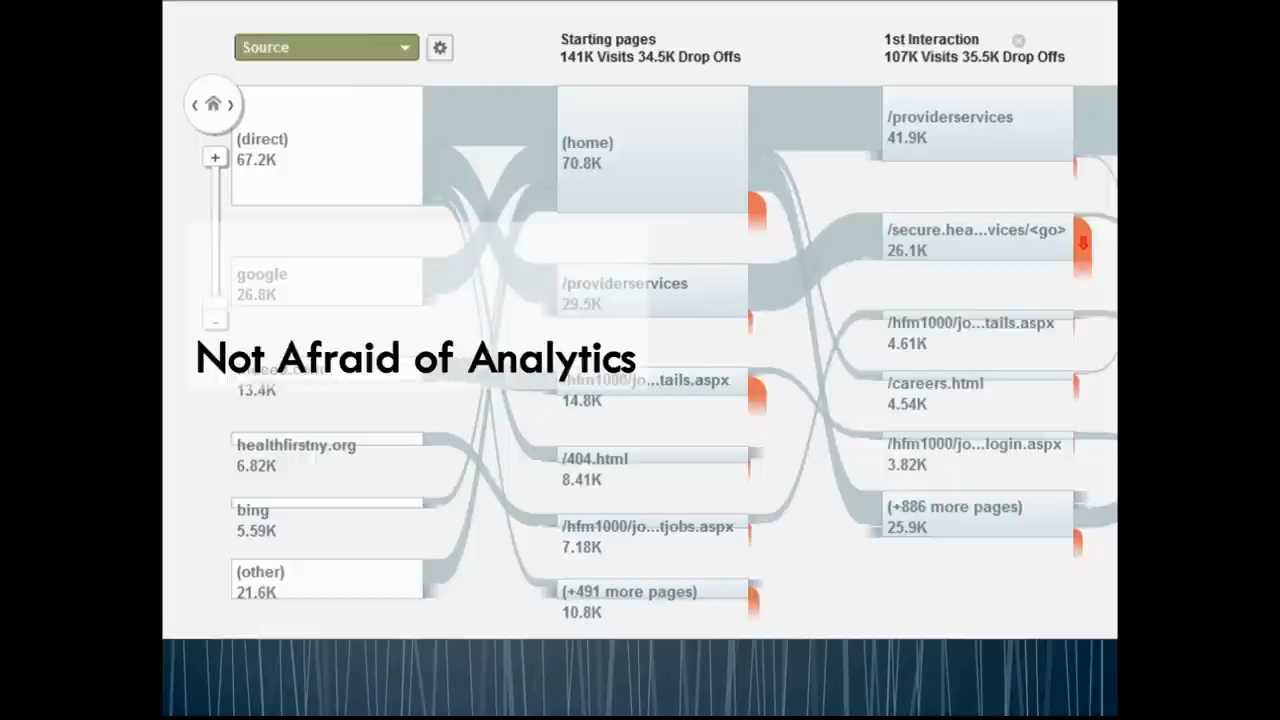 Source
Starting pages
141K Visits 34.5K Drop Offs
1st Interaction
107K Visits 35.5K Drop Offs
(direct)
67.2K
google
26.8K
13.4K
healthfirstny.org
6.82K
bing
5.59K
(other)
21.6K
(home)
70.8K
/providerservices
29.5K
/hfm1000/jo...tails.aspx
14.8K
/404.html
8.41K
/hfm1000/jo...tjobs.aspx
7.18K
(+491 more pages)
10.8K
/providerservices
41.9K
/secure.hea...vices/<go>
26.1K
/hfm1000/jo...tails.aspx
4.61K
/careers.html
4.54K
/hfm1000/jo...login.aspx
3.82K
(+886 more pages)
25.9K
Not Afraid of Analytics